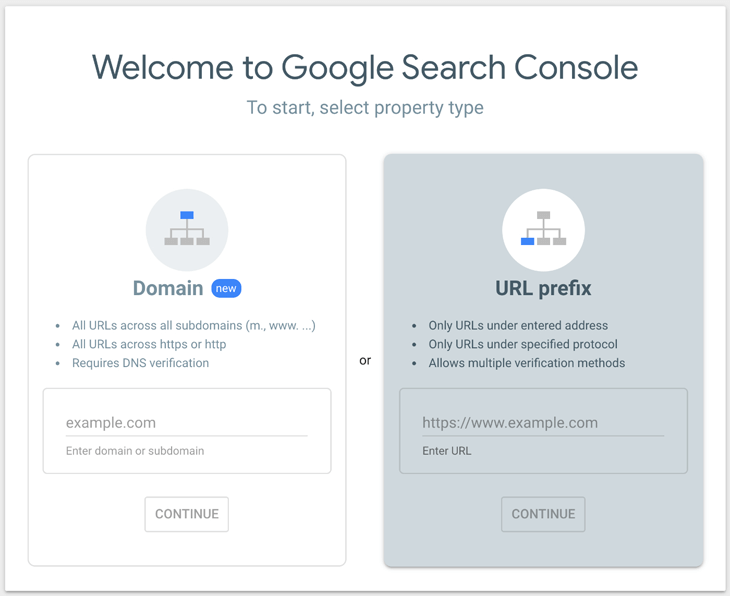 Welcome to Google Search Console
To start, select property type
Domain new
• All URLs across all subdomains (m., www. ...)
• All URLs across https or http
• Requires DNS verification
example.com
Enter domain or subdomain
CONTINUE
or
URL prefix
• Only URLs under entered address
• Only URLs under specified protocol
• Allows multiple verification methods
https://www.example.com
Enter URL
CONTINUE